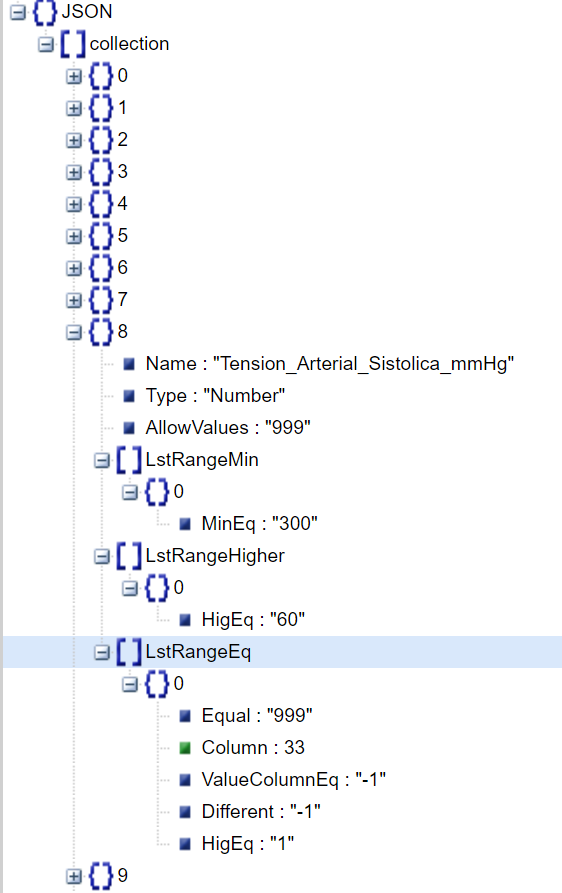 JSON
collection
0
1
2
3
4
5
6
7
8
Name : "Tension_Arterial_Sistolica_mmHg"
Type : "Number"
AllowValues : "999"
LstRangeMin
0
MinEq : "300"
LstRangeHigher
0
HigEq : "60"
LstRangeEq
0
Equal : "999"
Column : 33
ValueColumnEq : "-1"
Different : "-1"
HigEq : "1"
9